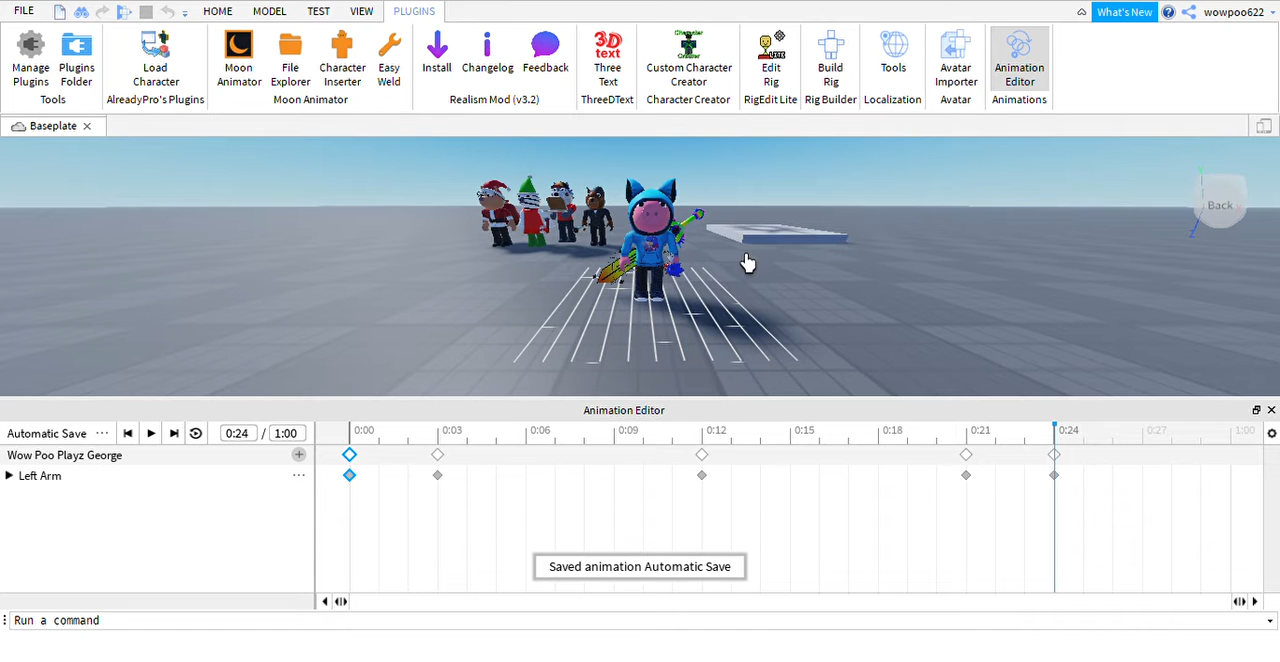 FILE HOME MODEL TEST VIEW PLUGINS What's New wowpoo622
Manage Plugins
Plugins Folder
Tools
Load Character
AlreadyPro's Plugins
Moon Animator
File Explorer
Character Inserter
Easy Weld
Moon Animator
Install
Changelog
Feedback
Realism Mod (v3.2)
3D text
Three Text
ThreeDText
Custom Character Creator
Character Creator
LITE
Edit Rig
RigEdit Lite
Build Rig
Rig Builder
Tools
Localization
Avatar Importer
Avatar
Animation Editor
Animations
Baseplate
Back
Animation Editor
Automatic Save ··· 0:24 / 1:00 0:00 0:03 0:06 0:09 0:12 0:15 0:18 0:21 0:24 0:27 1:00
Wow Poo Playz George
Left Arm ···
Saved animation Automatic Save
Run a command